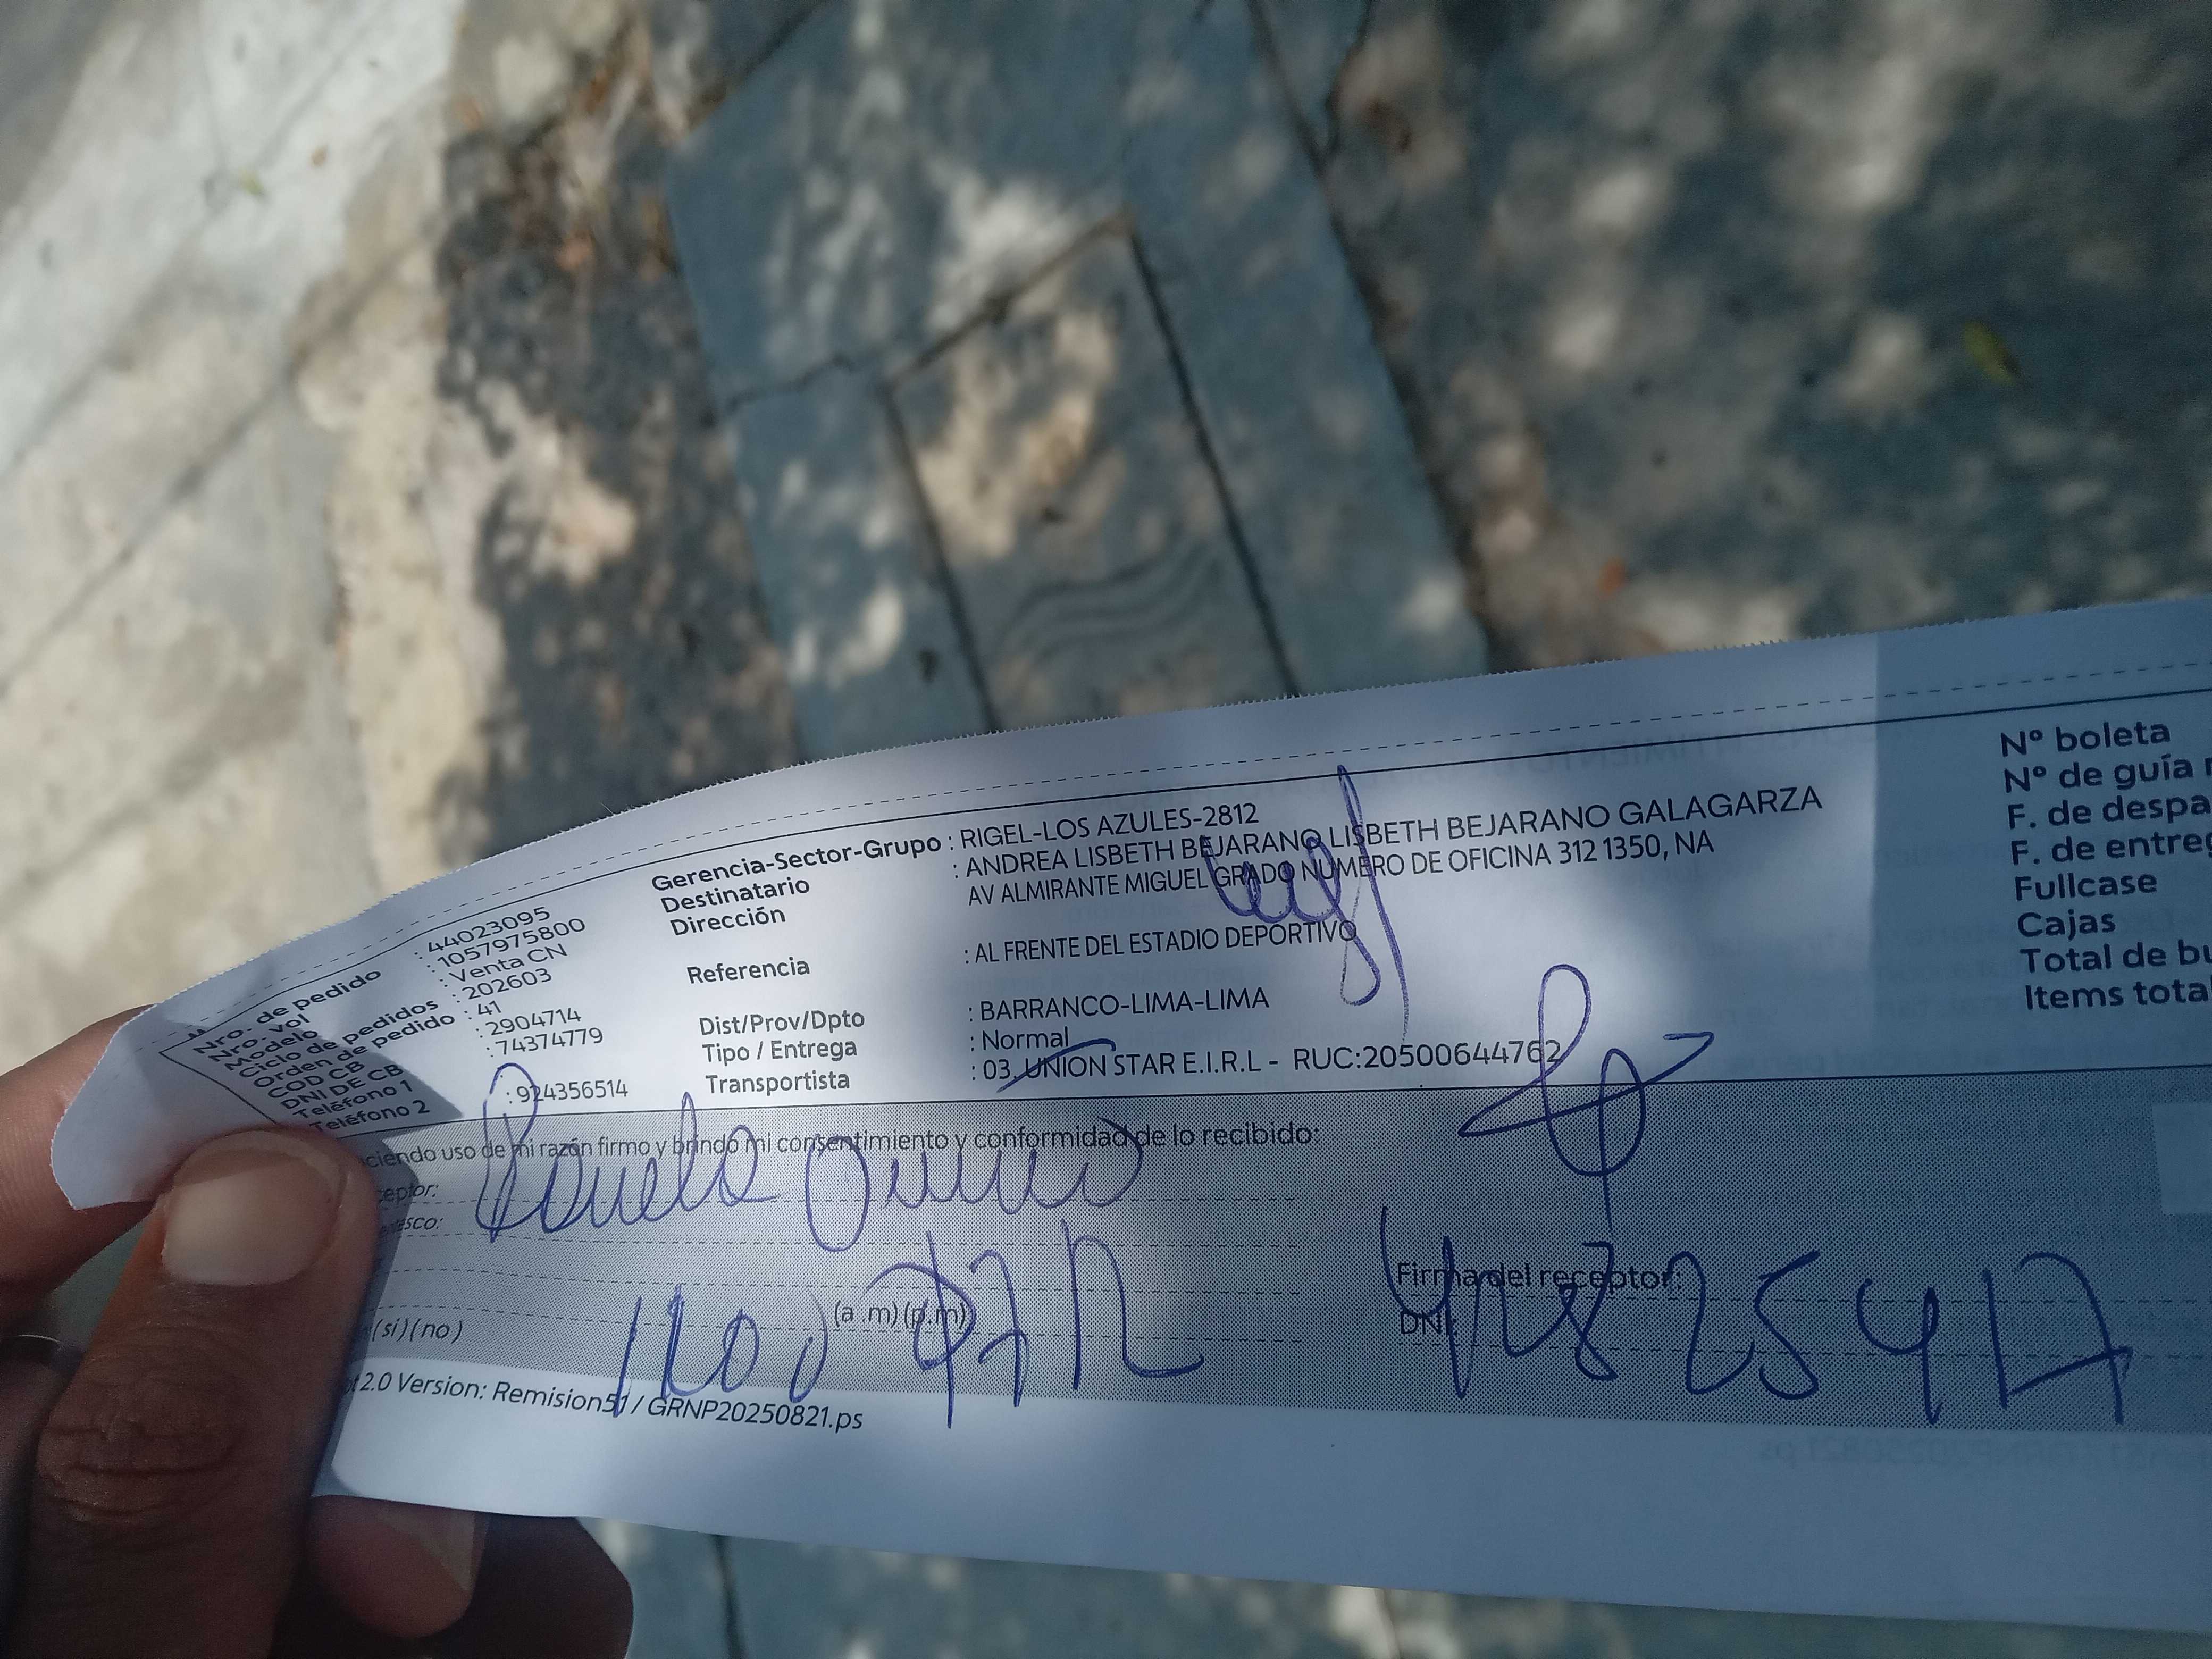 Nro. de pedido : 44023095
Nro. vol : 1057975800
Modelo : Venta CN
Ciclo de pedidos : 202603
Orden de pedido : 41
COD CB : 2904714
DNI DE CB : 74374779
Teléfono 1
Teléfono 2 : 924356514
Gerencia-Sector-Grupo : RIGEL-LOS AZULES-2812
Destinatario : ANDREA LISBETH BEJARANO LISBETH BEJARANO GALAGARZA
Dirección AV ALMIRANTE MIGUEL GRADO NUMERO DE OFICINA 312 1350, NA
Referencia : AL FRENTE DEL ESTADIO DEPORTIVO
Dist/Prov/Dpto : BARRANCO-LIMA-LIMA
Tipo / Entrega : Normal
Transportista : 03. UNION STAR E.I.R.L - RUC:20500644762
Nº boleta
Nº de guía
F. de despa
F. de entreg
Fullcase
Cajas
Total de bu
Items total
ciendo uso de mi razón firmo y brindo mi consentimiento y conformidad de lo recibido:
ceptor:
esco:
(a .m) (p.m)
(si) (no)
Firma del receptor:
DNI:
2.0 Version: Remision51 / GRNP20250821.ps